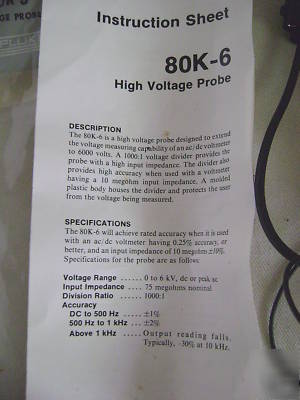 Instruction Sheet
80K-6
High Voltage Probe
DESCRIPTION
The 80K-6 is a high voltage probe designed to extend
the voltage measuring capability of an ac/dc voltmeter
to 6000 volts. A 1000:1 voltage divider provides the
probe with a high input impedance. The divider also
provides high accuracy when used with a voltmeter
having a 10 megohm input impedance. A molded
plastic body houses the divider and protects the user
from the voltage being measured.
SPECIFICATIONS
The 80K-6 will achieve rated accuracy when it is used
with an ac/dc voltmeter having 0.25% accuracy, or
better, and an input impedance of 10 megohms ±10%.
Specifications for the probe are as follows:
Voltage Range ...... 0 to 6 kV, dc or peak ac
Input Impedance .... 75 megohms nominal
Division Ratio ...... 1000:1
Accuracy
DC to 500 Hz ..... ±1%
500 Hz to 1 kHz ... ±2%
Above 1 kHz ..... Output reading falls.
Typically, -30% at 10 kHz.
FLUKE